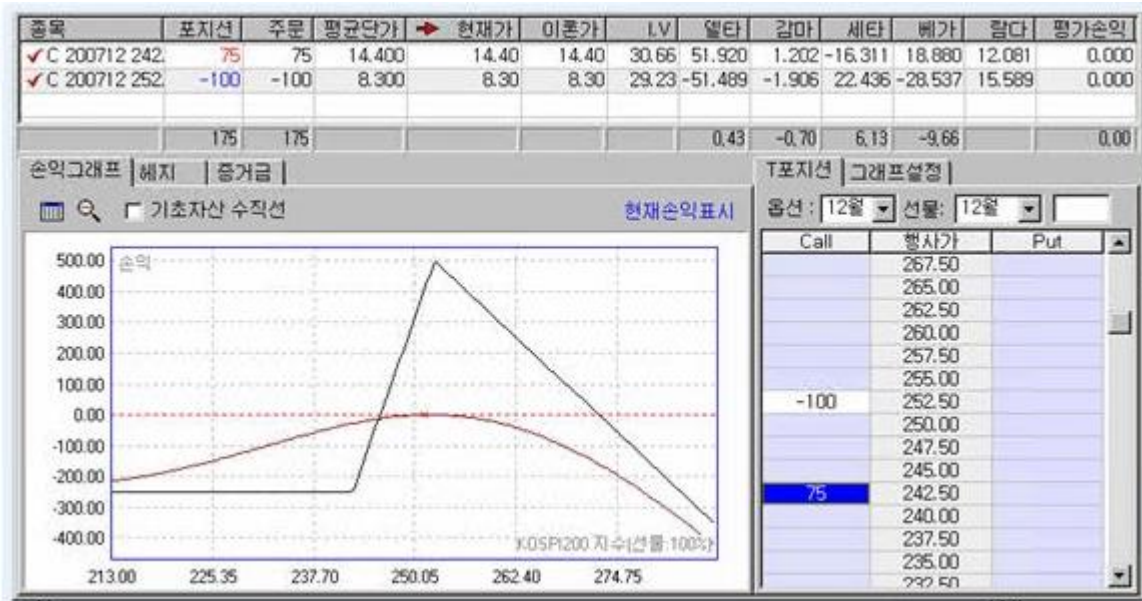 종목 포지션 주문 평균단가 현재가 이론가 I.V 델타 감마 세타 베가 람다 평가손익
C 200712 242. 75 75 14.400 14.40 14.40 30.66 51.920 1.202 -16.311 18.880 12.081 0.000
C 200712 252. -100 -100 8.300 8.30 8.30 29.23 -51.489 -1.906 22.436 -28.537 15.589 0.000
175 175 0.43 -0.70 6.13 -9.66 0.00
손익그래프 헤지 증거금
기초자산 수직선 현재손익표시
손익
500.00
400.00
300.00
200.00
100.00
0.00
-100.00
-200.00
-300.00
-400.00
KOSPI200 지수(선물:100%)
213.00 225.35 237.70 250.05 262.40 274.75
T포지션 그래프설정
옵션 : 12월 선물: 12월
Call 행사가 Put
267.50
265.00
262.50
260.00
257.50
255.00
-100 252.50
250.00
247.50
245.00
75 242.50
240.00
237.50
235.00
232.50